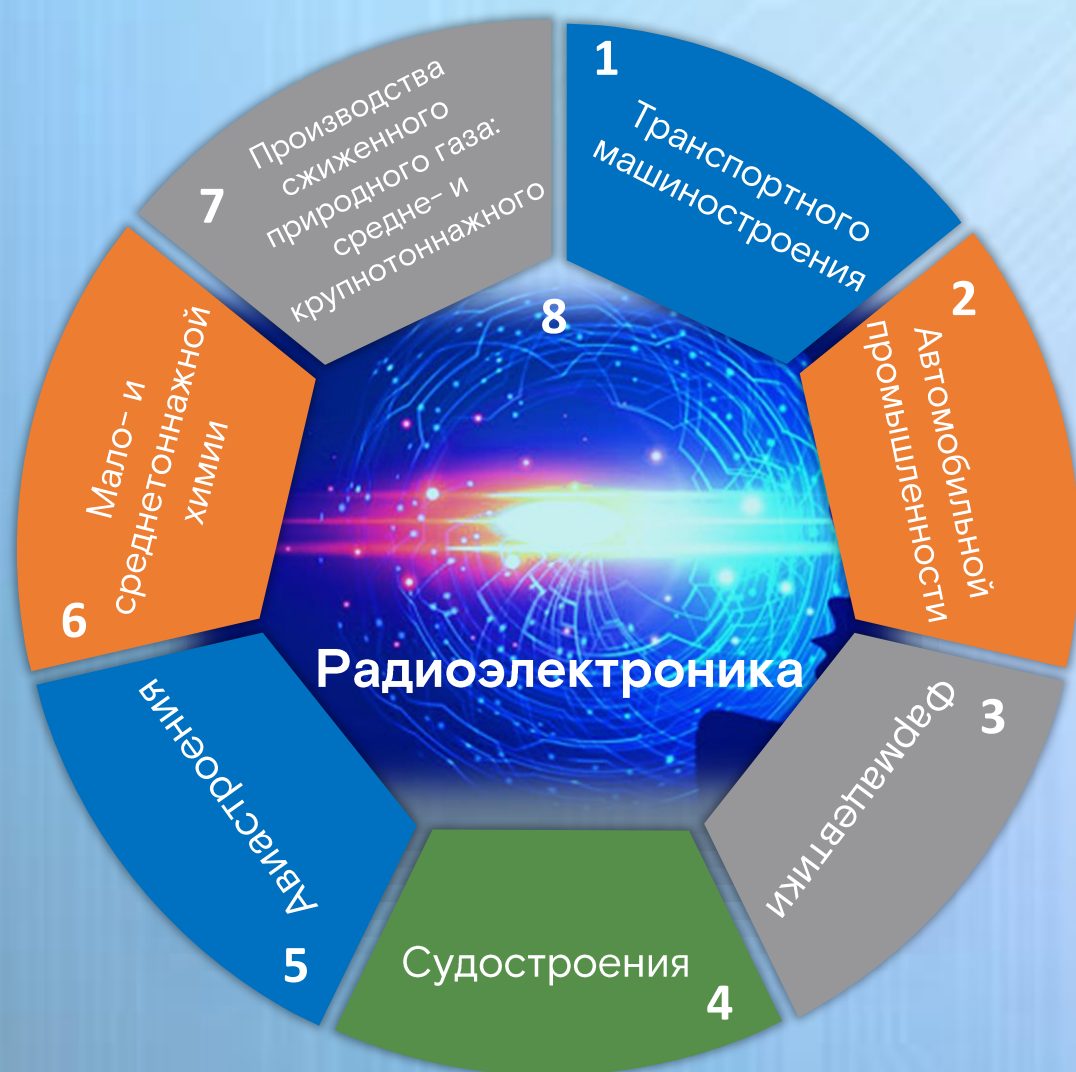 1
Транспортного
машиностроения
2
Автомобильной
промышленности
3
Фармацевтики
4
Судостроения
5
Авиастроения
6
Мало- и
среднетоннажной
химии
7
Производства
сжиженного
природного газа:
средне- и
крупнотоннажного
8
Радиоэлектроника